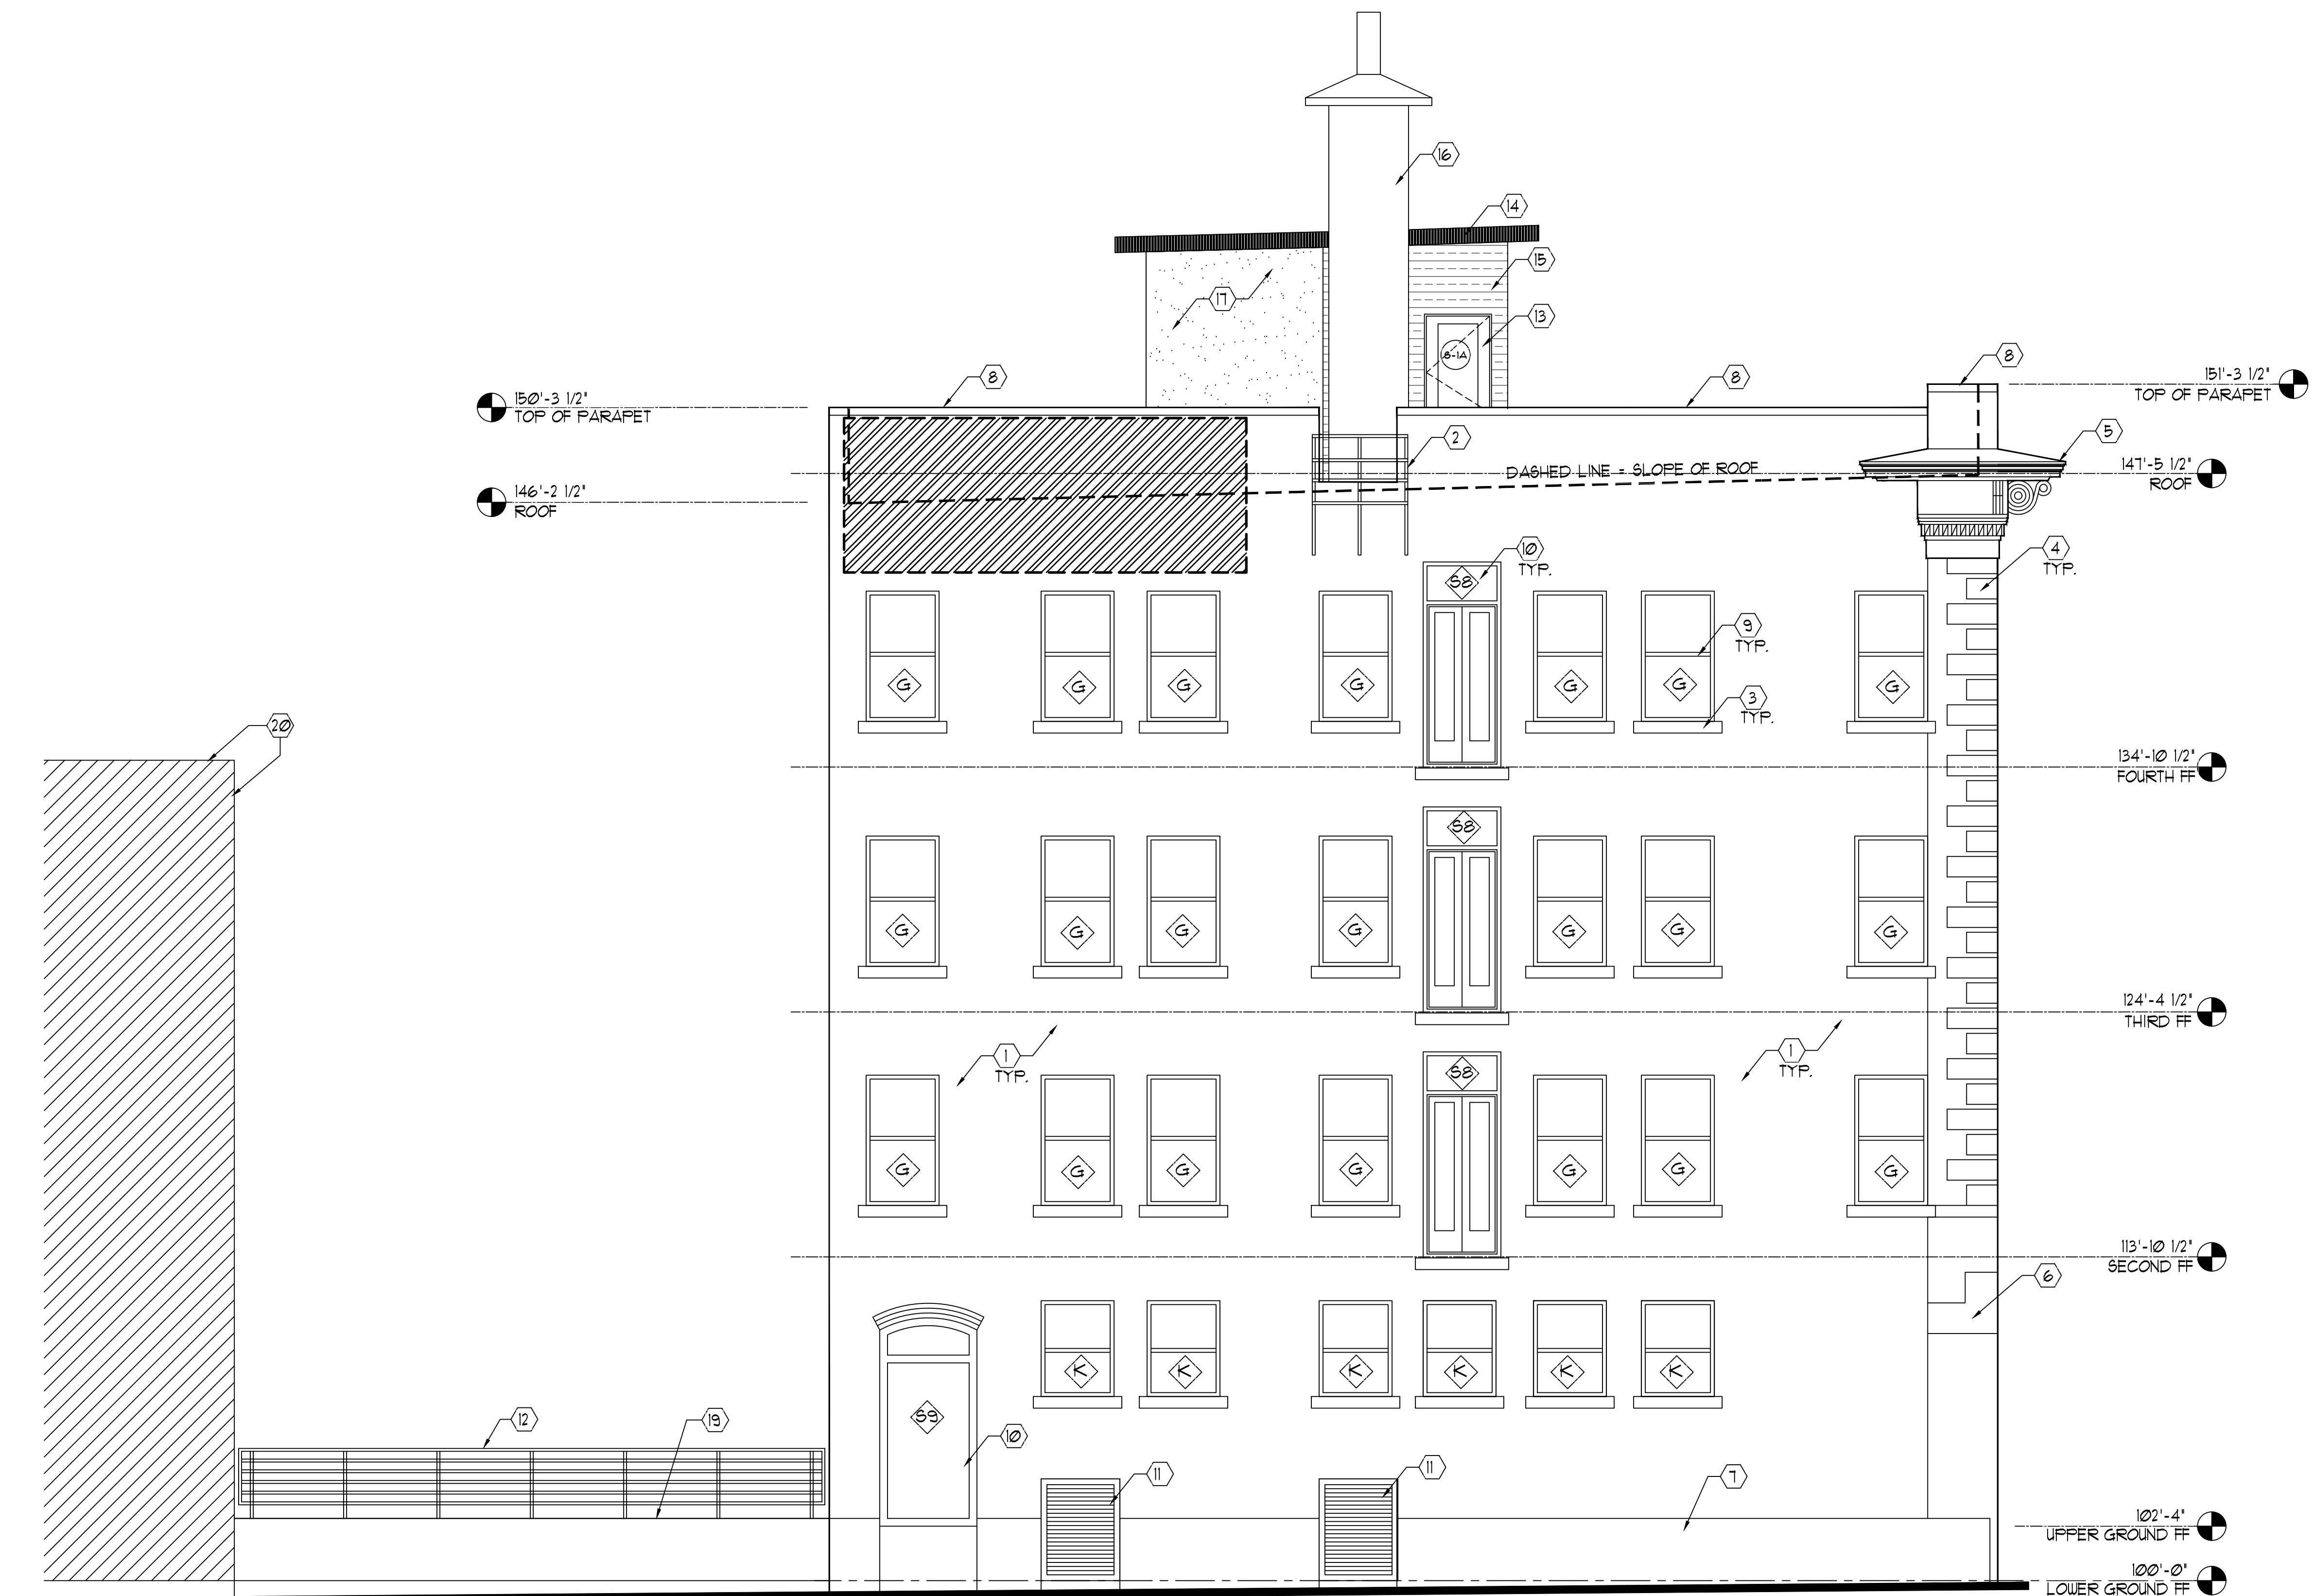 16
14
15
17
13
S-1A
8
8
8
150'-3 1/2"
TOP OF PARAPET
151'-3 1/2"
TOP OF PARAPET
5
2
DASHED LINE = SLOPE OF ROOF
147'-5 1/2"
ROOF
146'-2 1/2"
ROOF
10
TYP.
4
TYP.
S8
9
TYP.
G
G
G
G
G
G
G
3
TYP.
20
134'-10 1/2"
FOURTH FF
S8
G
G
G
G
G
G
G
124'-4 1/2"
THIRD FF
1
TYP.
1
TYP.
S8
G
G
G
G
G
G
G
113'-10 1/2"
SECOND FF
6
K
K
K
K
K
K
S9
12
19
10
11
11
7
102'-4"
UPPER GROUND FF
100'-0"
LOWER GROUND FF